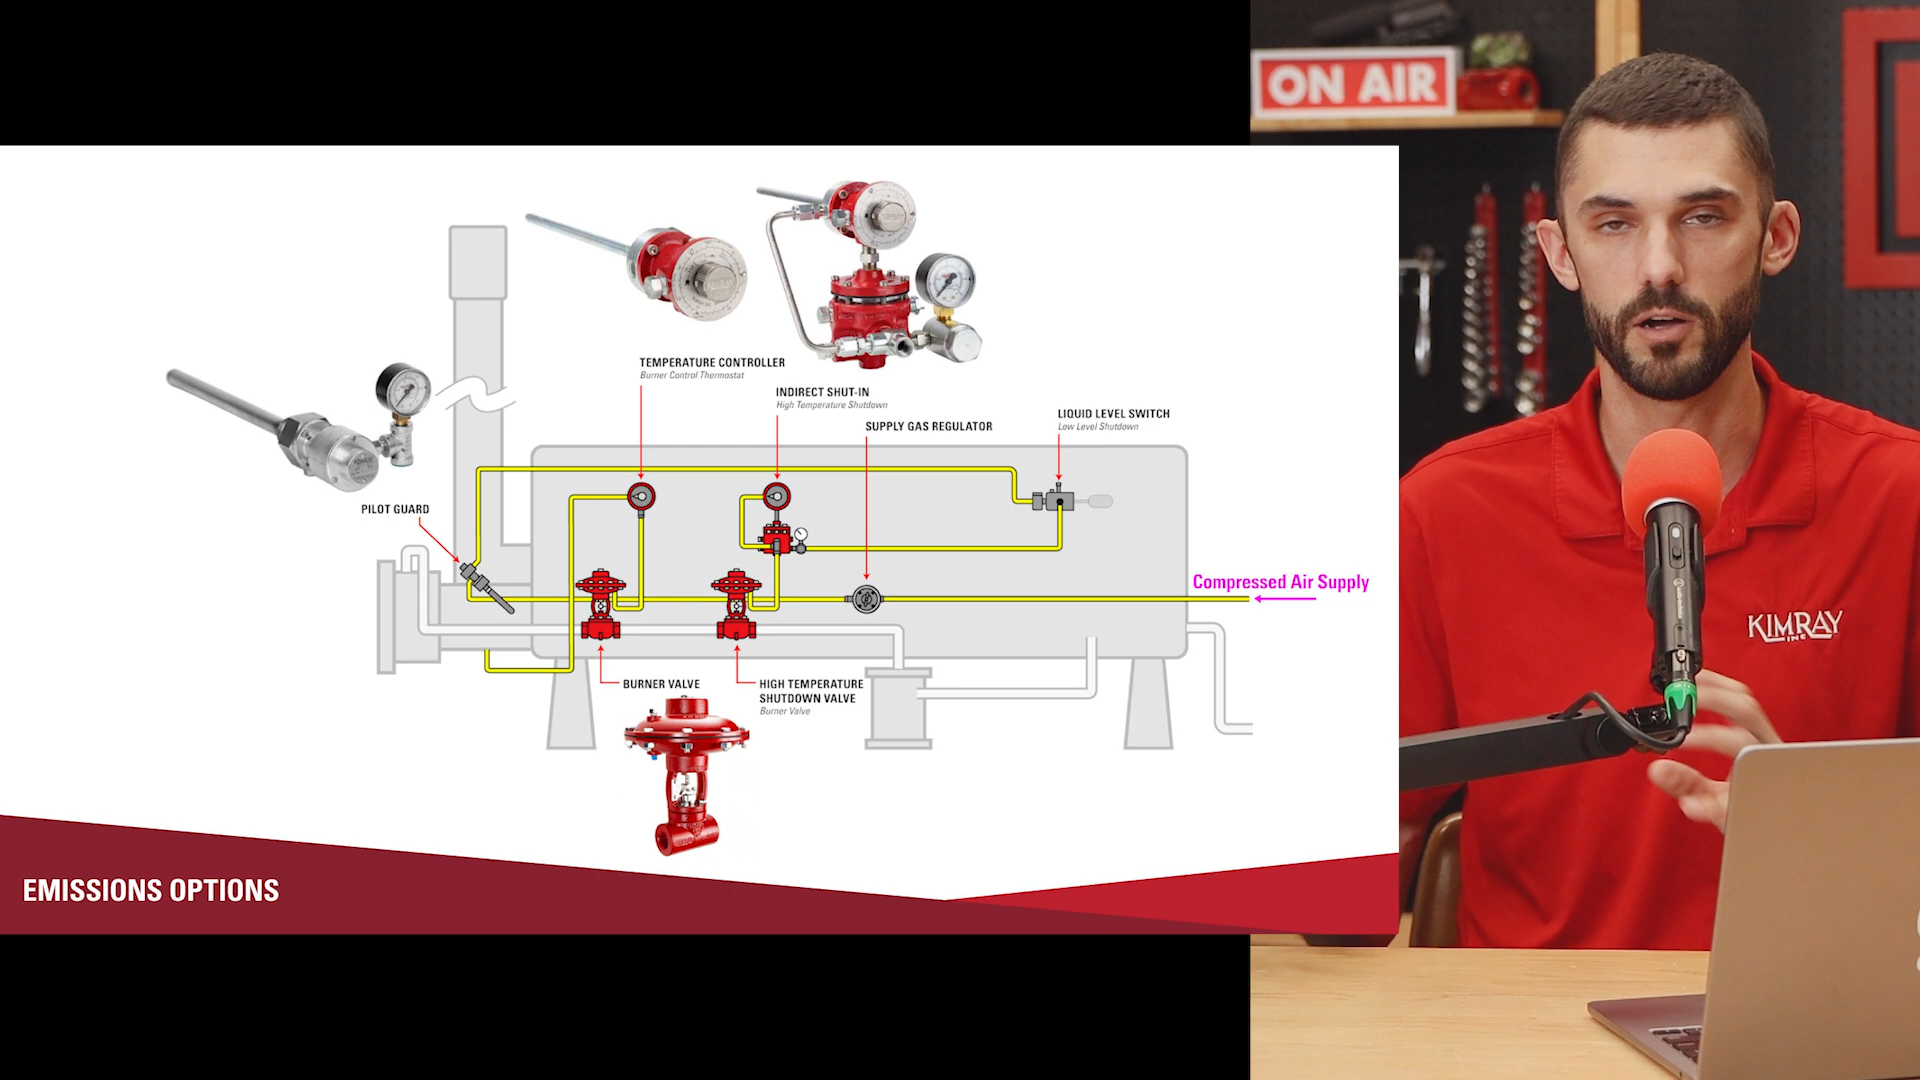 ON AIR
TEMPERATURE CONTROLLER
Burner Control Thermostat
INDIRECT SHUT-IN
High Temperature Shutdown
SUPPLY GAS REGULATOR
LIQUID LEVEL SWITCH
Low Level Shutdown
PILOT GUARD
Compressed Air Supply
BURNER VALVE
HIGH TEMPERATURE
SHUTDOWN VALVE
Burner Valve
EMISSIONS OPTIONS
KIMRAY
INC
KIMRAY